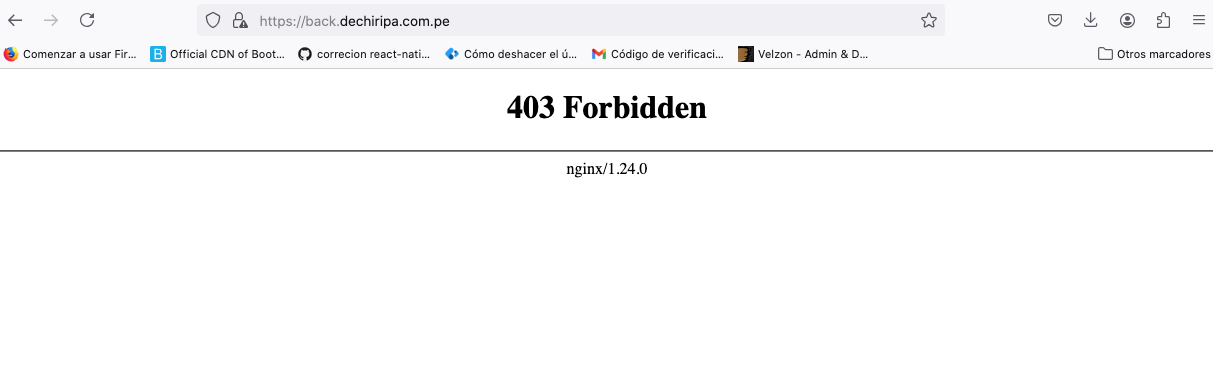 https://back.dechiripa.com.pe
Comenzar a usar Fir... Official CDN of Boot... correcion react-nati... Cómo deshacer el ú... Código de verificaci... Velzon - Admin & D... Otros marcadores
403 Forbidden
nginx/1.24.0